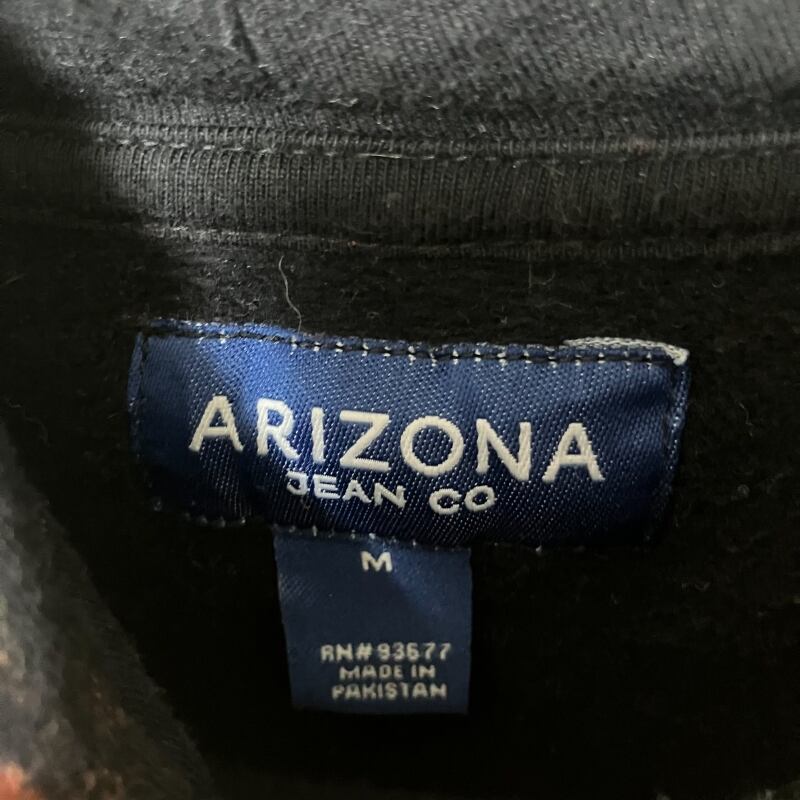 ARIZONA
JEAN CO
M
RN#93677
MADE IN
PAKISTAN